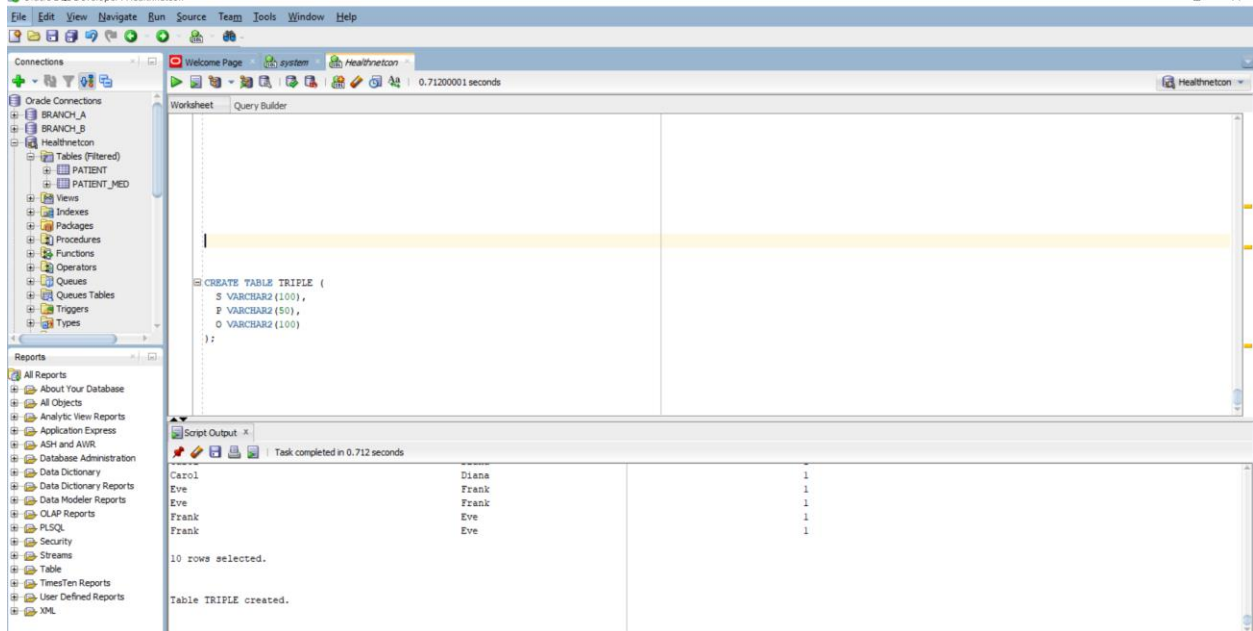 File Edit View Navigate Run Source Team Tools Window Help
Connections
Welcome Page
system
Healthnetcon
0.71200001 seconds
Healthnetcon
Worksheet Query Builder
Oracle Connections
BRANCH_A
BRANCH_B
Healthnetcon
Tables (Filtered)
PATIENT
PATIENT_MED
Views
Indexes
Packages
Procedures
Functions
Operators
Queues
Queues Tables
Triggers
Types
CREATE TABLE TRIPLE (
S VARCHAR2(100),
P VARCHAR2(50),
O VARCHAR2(100)
);
Reports
All Reports
About Your Database
All Objects
Analytic View Reports
Application Express
ASH and AWR
Database Administration
Data Dictionary
Data Dictionary Reports
Data Modeler Reports
OLAP Reports
PLSQL
Security
Streams
Table
TimesTen Reports
User Defined Reports
XML
Script Output x
Task completed in 0.712 seconds
Carol Diana 1
Eve Frank 1
Eve Frank 1
Frank Eve 1
Frank Eve 1
10 rows selected.
Table TRIPLE created.